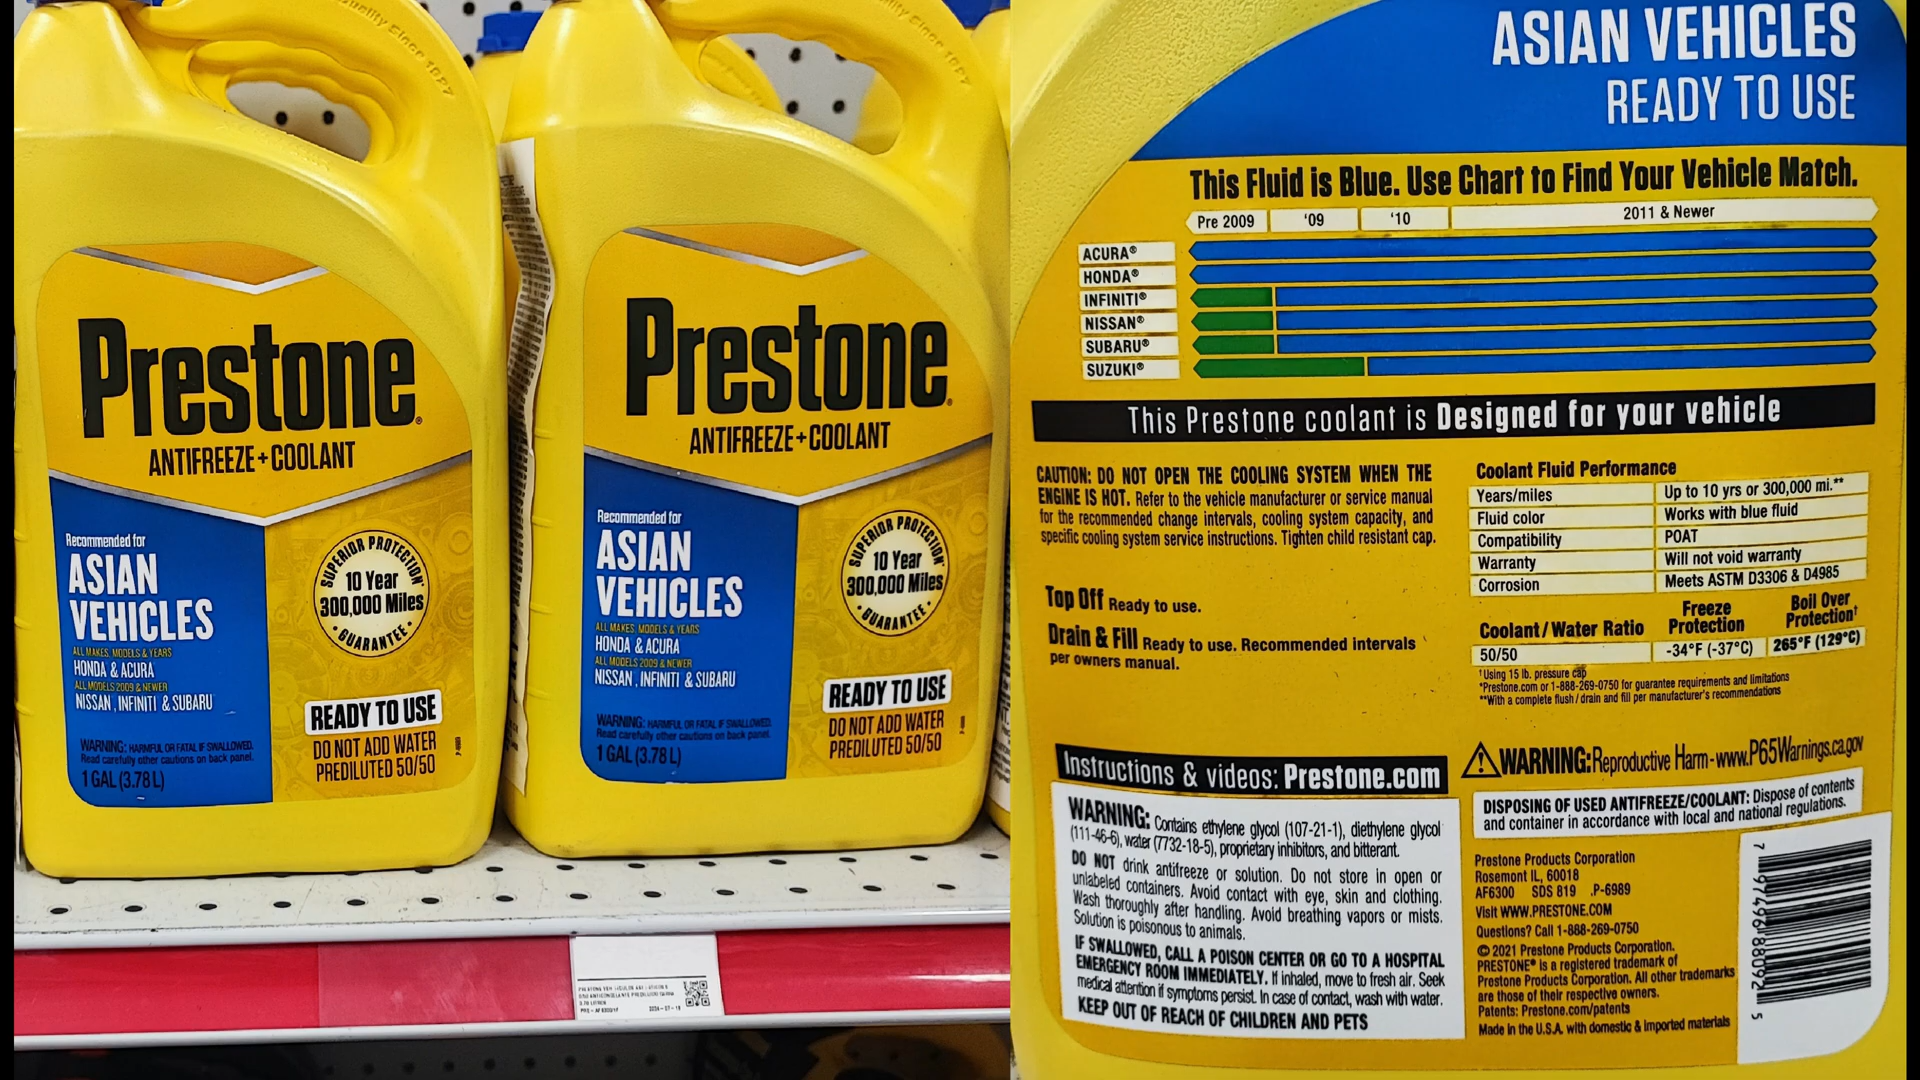 Quality Since 1927
Prestone®
ANTIFREEZE+COOLANT
Recommended for
ASIAN
VEHICLES
ALL MAKES, MODELS & YEARS
HONDA & ACURA
ALL MODELS 2009 & NEWER
NISSAN, INFINITI & SUBARU
WARNING: HARMFUL OR FATAL IF SWALLOWED.
Read carefully other cautions on back panel.
1 GAL (3.78 L)
SUPERIOR PROTECTION*
10 Year
300,000 Miles
GUARANTEE
READY TO USE
DO NOT ADD WATER
PREDILUTED 50/50
Quality Since 1927
Prestone®
ANTIFREEZE+COOLANT
Recommended for
ASIAN
VEHICLES
ALL MAKES, MODELS & YEARS
HONDA & ACURA
ALL MODELS 2009 & NEWER
NISSAN, INFINITI & SUBARU
WARNING: HARMFUL OR FATAL IF SWALLOWED.
Read carefully other cautions on back panel.
1 GAL (3.78 L)
SUPERIOR PROTECTION*
10 Year
300,000 Miles
GUARANTEE
READY TO USE
DO NOT ADD WATER
PREDILUTED 50/50
ASIAN VEHICLES
READY TO USE
This Fluid is Blue. Use Chart to Find Your Vehicle Match.
Pre 2009 '09 '10 2011 & Newer
ACURA®
HONDA®
INFINITI®
NISSAN®
SUBARU®
SUZUKI®
This Prestone coolant is Designed for your vehicle
CAUTION: DO NOT OPEN THE COOLING SYSTEM WHEN THE
ENGINE IS HOT. Refer to the vehicle manufacturer or service manual
for the recommended change intervals, cooling system capacity, and
specific cooling system service instructions. Tighten child resistant cap.
Top Off Ready to use.
Drain & Fill Ready to use. Recommended intervals
per owners manual.
Coolant Fluid Performance
Years/miles Up to 10 yrs or 300,000 mi.**
Fluid color Works with blue fluid
Compatibility POAT
Warranty Will not void warranty
Corrosion Meets ASTM D3306 & D4985
Coolant/Water Ratio Freeze Protection Boil Over Protection†
50/50 -34°F (-37°C) 265°F (129°C)
†Using 15 lb. pressure cap
*Prestone.com or 1-888-269-0750 for guarantee requirements and limitations
**With a complete flush/drain and fill per manufacturer's recommendations
Instructions & videos: Prestone.com
WARNING: Contains ethylene glycol (107-21-1), diethylene glycol
(111-46-6), water (7732-18-5), proprietary inhibitors, and bitterant.
DO NOT drink antifreeze or solution. Do not store in open or
unlabeled containers. Avoid contact with eye, skin and clothing.
Wash thoroughly after handling. Avoid breathing vapors or mists.
Solution is poisonous to animals.
IF SWALLOWED, CALL A POISON CENTER OR GO TO A HOSPITAL
EMERGENCY ROOM IMMEDIATELY. If inhaled, move to fresh air. Seek
medical attention if symptoms persist. In case of contact, wash with water.
KEEP OUT OF REACH OF CHILDREN AND PETS
WARNING: Reproductive Harm - www.P65Warnings.ca.gov
DISPOSING OF USED ANTIFREEZE/COOLANT: Dispose of contents
and container in accordance with local and national regulations.
Prestone Products Corporation
Rosemont IL, 60018
AF6300 SDS 819 .P-6989
Visit WWW.PRESTONE.COM
Questions? Call 1-888-269-0750
© 2021 Prestone Products Corporation.
PRESTONE® is a registered trademark of
Prestone Products Corporation. All other trademarks
are those of their respective owners.
Patents: Prestone.com/patents
Made in the U.S.A. with domestic & imported materials
7 97496 88092 5